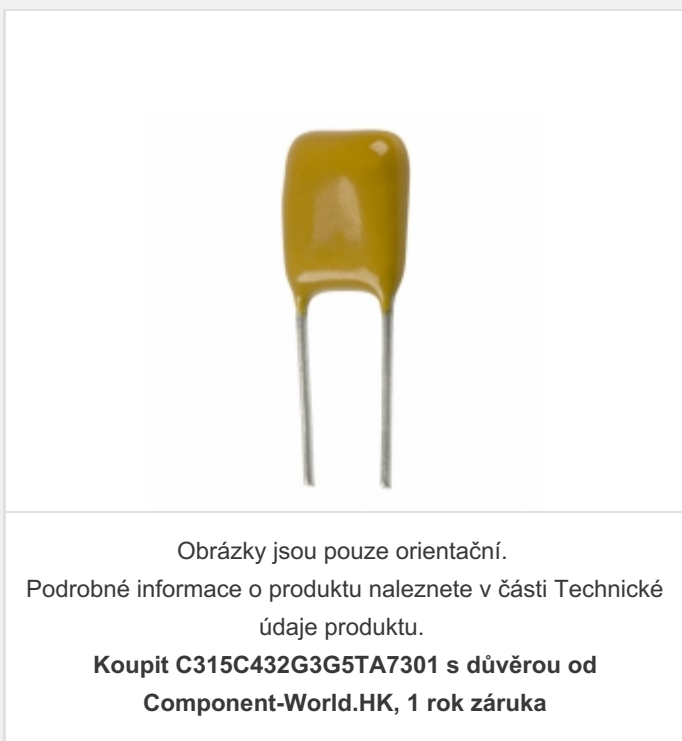 Obrázky jsou pouze orientační.
Podrobné informace o produktu naleznete v části Technické
údaje produktu.
Koupit C315C432G3G5TA7301 s důvěrou od
Component-World.HK, 1 rok záruka